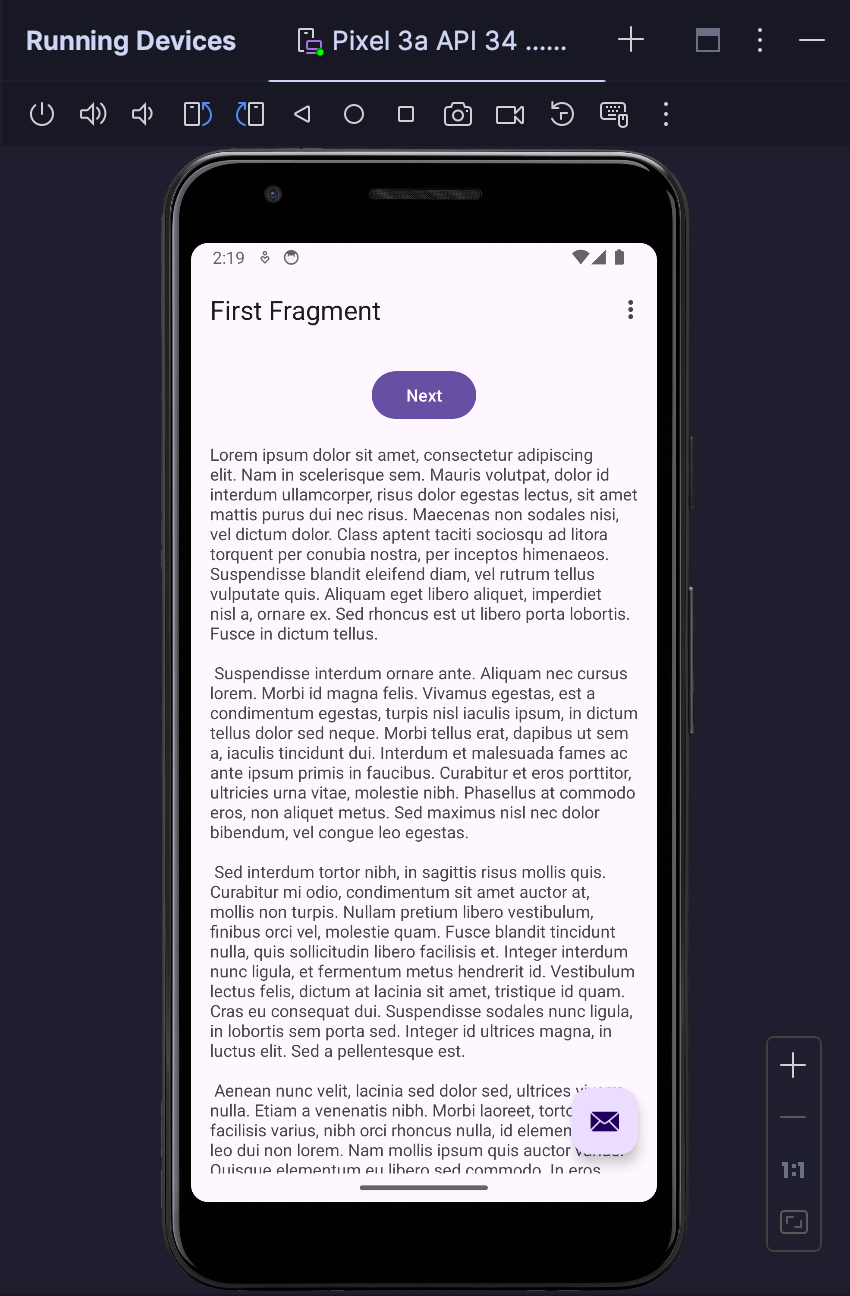 Running Devices
Pixel 3a API 34 ......
2:19
First Fragment
Next
Lorem ipsum dolor sit amet, consectetur adipiscing
elit. Nam in scelerisque sem. Mauris volutpat, dolor id
interdum ullamcorper, risus dolor egestas lectus, sit amet
mattis purus dui nec risus. Maecenas non sodales nisi,
vel dictum dolor. Class aptent taciti sociosqu ad litora
torquent per conubia nostra, per inceptos himenaeos.
Suspendisse blandit eleifend diam, vel rutrum tellus
vulputate quis. Aliquam eget libero aliquet, imperdiet
nisl a, ornare ex. Sed rhoncus est ut libero porta lobortis.
Fusce in dictum tellus.
Suspendisse interdum ornare ante. Aliquam nec cursus
lorem. Morbi id magna felis. Vivamus egestas, est a
condimentum egestas, turpis nisl iaculis ipsum, in dictum
tellus dolor sed neque. Morbi tellus erat, dapibus ut sem
a, iaculis tincidunt dui. Interdum et malesuada fames ac
ante ipsum primis in faucibus. Curabitur et eros porttitor,
ultricies urna vitae, molestie nibh. Phasellus at commodo
eros, non aliquet metus. Sed maximus nisl nec dolor
bibendum, vel congue leo egestas.
Sed interdum tortor nibh, in sagittis risus mollis quis.
Curabitur mi odio, condimentum sit amet auctor at,
mollis non turpis. Nullam pretium libero vestibulum,
finibus orci vel, molestie quam. Fusce blandit tincidunt
nulla, quis sollicitudin libero facilisis et. Integer interdum
nunc ligula, et fermentum metus hendrerit id. Vestibulum
lectus felis, dictum at lacinia sit amet, tristique id quam.
Cras eu consequat dui. Suspendisse sodales nunc ligula,
in lobortis sem porta sed. Integer id ultrices magna, in
luctus elit. Sed a pellentesque est.
Aenean nunc velit, lacinia sed dolor sed, ultrices
nulla. Etiam a venenatis nibh. Morbi laoreet,
facilisis varius, nibh orci rhoncus nulla, id
leo dui non lorem. Nam mollis ipsum quis auctor
Quisque elementum eu libero sed commodo. In eros
1:1